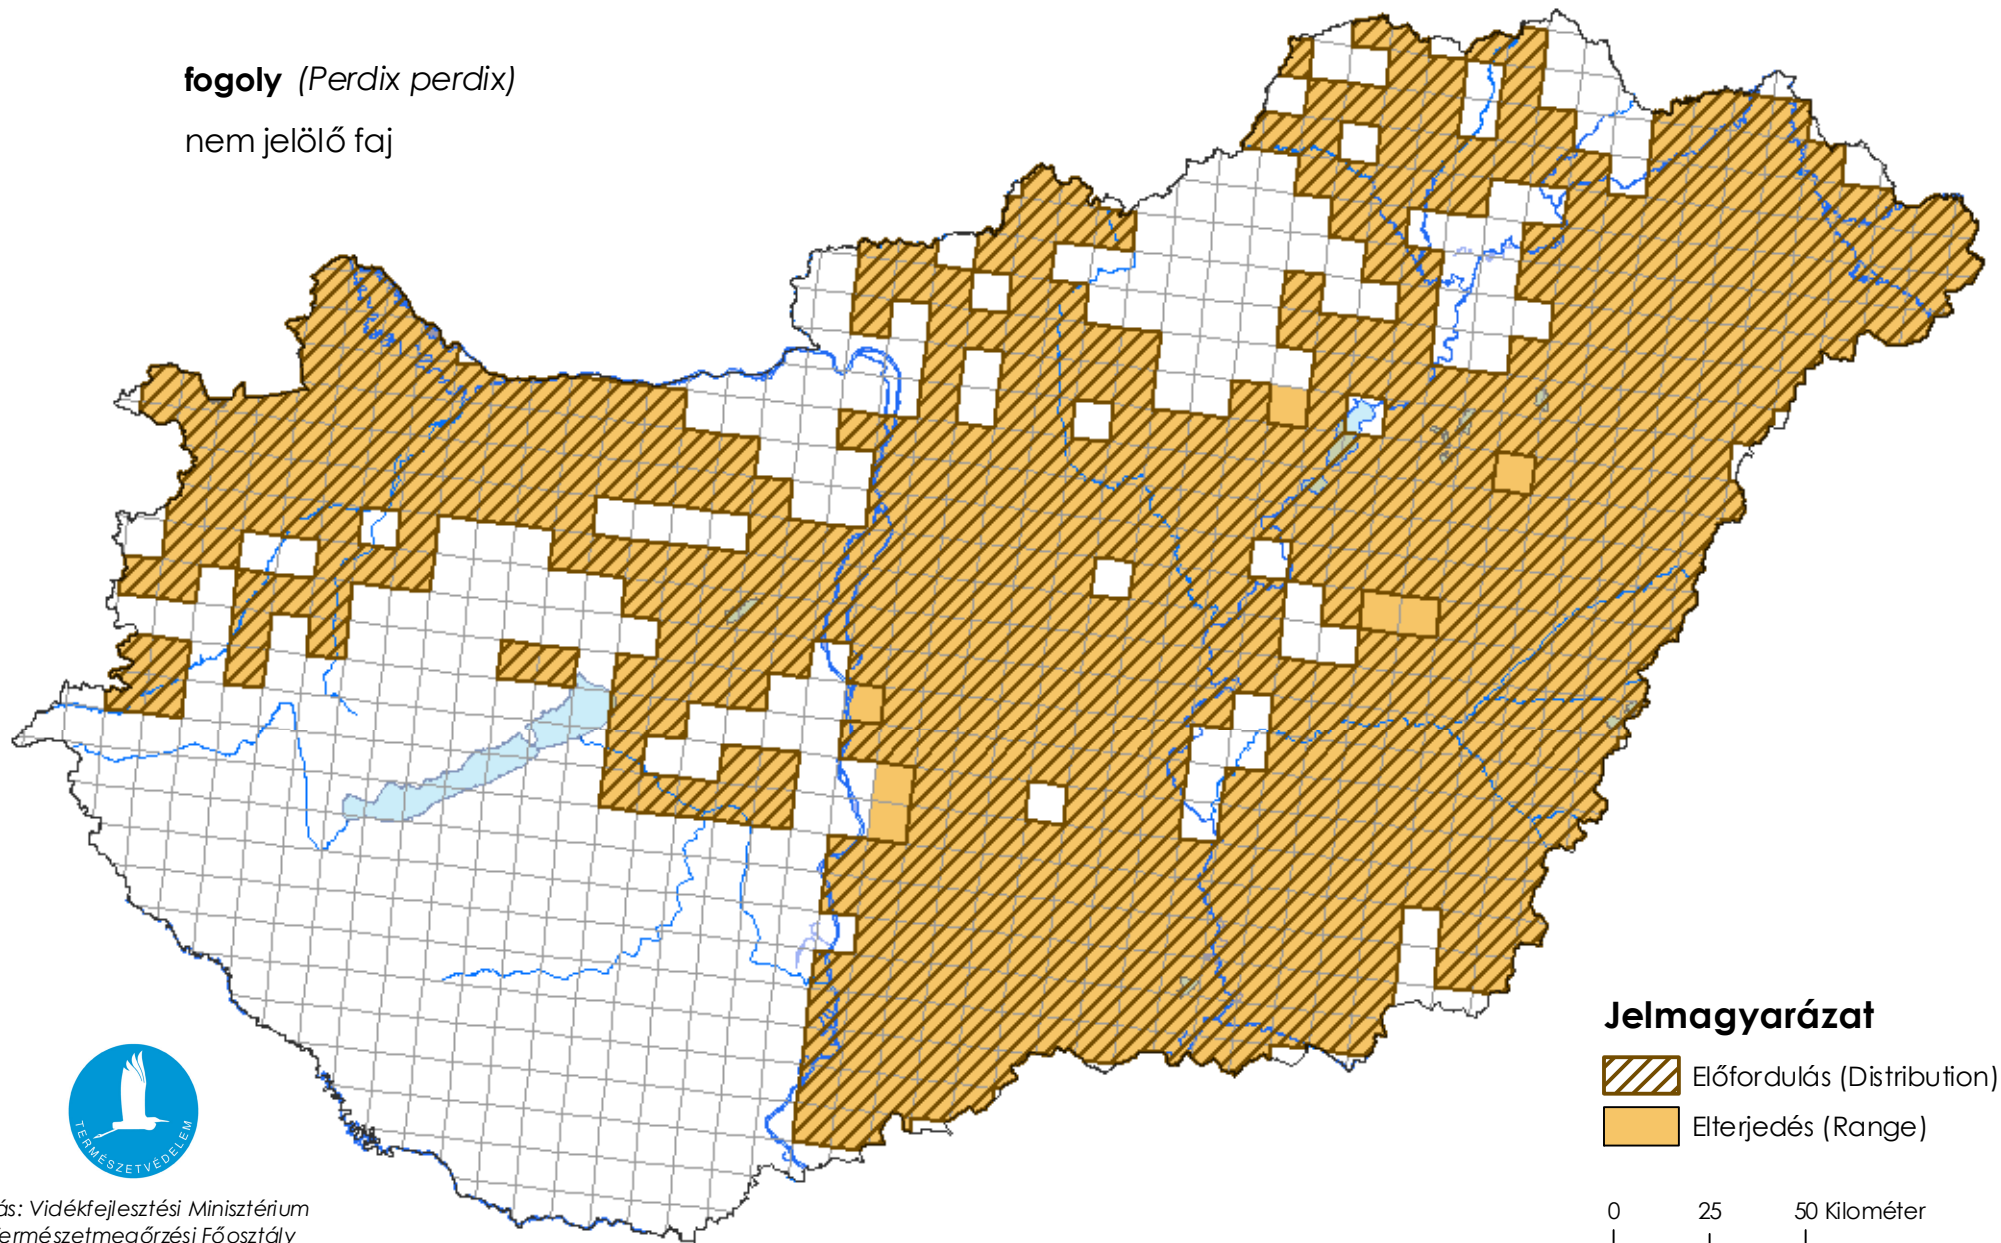 fogoly (Perdix perdix)
nem jelölő faj
Jelmagyarázat
Előfordulás (Distribution)
Elterjedés (Range)
0 25 50 Kilométer
TERMÉSZETVÉDELEM
ás: Vidékfejlesztési Minisztérium
ermészetmegőrzési Főosztály